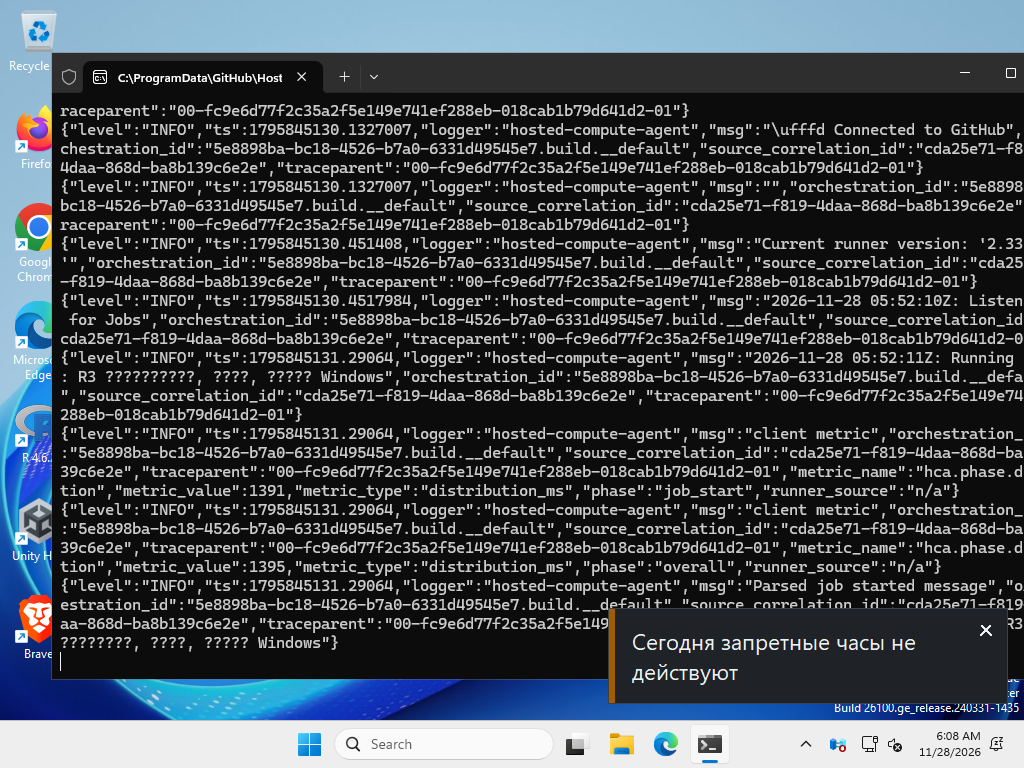 Recycle
C:\ProgramData\GitHub\Host
raceparent":"00-fc9e6d77f2c35a2f5e149e741ef288eb-018cab1b79d641d2-01"}
{"level":"INFO","ts":1795845130.1327007,"logger":"hosted-compute-agent","msg":"\ufffd Connected to GitHub",
chestration_id":"5e8898ba-bc18-4526-b7a0-6331d49545e7.build.__default","source_correlation_id":"cda25e71-f8
4daa-868d-ba8b139c6e2e","traceparent":"00-fc9e6d77f2c35a2f5e149e741ef288eb-018cab1b79d641d2-01"}
{"level":"INFO","ts":1795845130.1327007,"logger":"hosted-compute-agent","msg":"","orchestration_id":"5e8898
bc18-4526-b7a0-6331d49545e7.build.__default","source_correlation_id":"cda25e71-f819-4daa-868d-ba8b139c6e2e"
raceparent":"00-fc9e6d77f2c35a2f5e149e741ef288eb-018cab1b79d641d2-01"}
{"level":"INFO","ts":1795845130.451408,"logger":"hosted-compute-agent","msg":"Current runner version: '2.33
'","orchestration_id":"5e8898ba-bc18-4526-b7a0-6331d49545e7.build.__default","source_correlation_id":"cda25
-f819-4daa-868d-ba8b139c6e2e","traceparent":"00-fc9e6d77f2c35a2f5e149e741ef288eb-018cab1b79d641d2-01"}
{"level":"INFO","ts":1795845130.4517984,"logger":"hosted-compute-agent","msg":"2026-11-28 05:52:10Z: Listen
for Jobs","orchestration_id":"5e8898ba-bc18-4526-b7a0-6331d49545e7.build.__default","source_correlation_id
cda25e71-f819-4daa-868d-ba8b139c6e2e","traceparent":"00-fc9e6d77f2c35a2f5e149e741ef288eb-018cab1b79d641d2-0
{"level":"INFO","ts":1795845131.29064,"logger":"hosted-compute-agent","msg":"2026-11-28 05:52:11Z: Running
: R3 ??????????, ????, ????? Windows","orchestration_id":"5e8898ba-bc18-4526-b7a0-6331d49545e7.build.__defa
","source_correlation_id":"cda25e71-f819-4daa-868d-ba8b139c6e2e","traceparent":"00-fc9e6d77f2c35a2f5e149e741ef
288eb-018cab1b79d641d2-01"}
{"level":"INFO","ts":1795845131.29064,"logger":"hosted-compute-agent","msg":"client metric","orchestration_
:"5e8898ba-bc18-4526-b7a0-6331d49545e7.build.__default","source_correlation_id":"cda25e71-f819-4daa-868d-ba
39c6e2e","traceparent":"00-fc9e6d77f2c35a2f5e149e741ef288eb-018cab1b79d641d2-01","metric_name":"hca.phase.d
tion","metric_value":1391,"metric_type":"distribution_ms","phase":"job_start","runner_source":"n/a"}
{"level":"INFO","ts":1795845131.29064,"logger":"hosted-compute-agent","msg":"client metric","orchestration_
:"5e8898ba-bc18-4526-b7a0-6331d49545e7.build.__default","source_correlation_id":"cda25e71-f819-4daa-868d-ba
39c6e2e","traceparent":"00-fc9e6d77f2c35a2f5e149e741ef288eb-018cab1b79d641d2-01","metric_name":"hca.phase.d
tion","metric_value":1395,"metric_type":"distribution_ms","phase":"overall","runner_source":"n/a"}
{"level":"INFO","ts":1795845131.29064,"logger":"hosted-compute-agent","msg":"Parsed job started message","o
estration_id":"5e8898ba-bc18-4526-b7a0-6331d49545e7.build.__default","source_correlation_id":"cda25e71-f819
aa-868d-ba8b139c6e2e","traceparent":"00-fc9e6d77f2c35a2f5e149
????????, ????, ????? Windows"}
Firefo
Google
Chrom
Microso
Edge
R 4.6.
Unity H
Brave
Сегодня запретные часы не
действуют
Build 26100.ge_release.240331-1435
Search
6:08 AM
11/28/2026